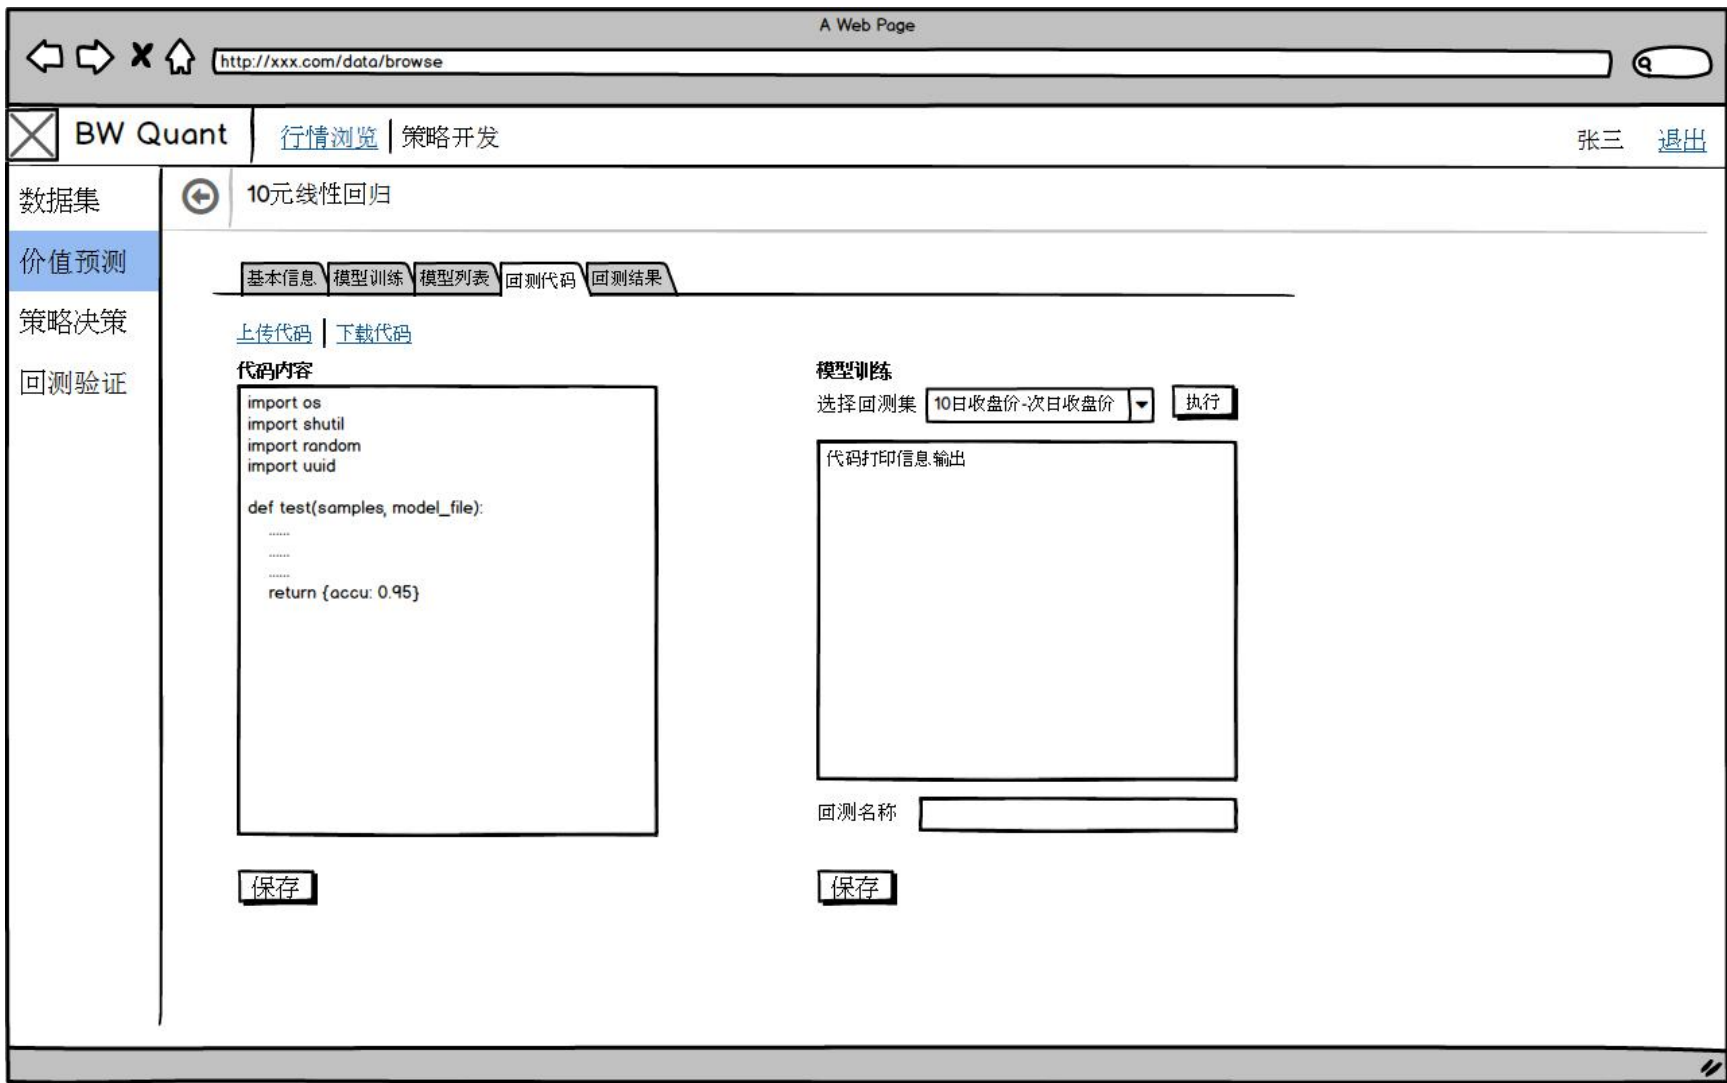 A Web Page
http://xxx.com/data/browse
BW Quant 行情浏览 策略开发 张三 退出
数据集
价值预测
策略决策
回测验证
10元线性回归
基本信息 模型训练 模型列表 回测代码 回测结果
上传代码 下载代码
代码内容
import os
import shutil
import random
import uuid
def test(samples, model_file):
......
......
......
return {accu: 0.95}
保存
模型训练
选择回测集 10日收盘价-次日收盘价 执行
代码打印信息输出
回测名称
保存